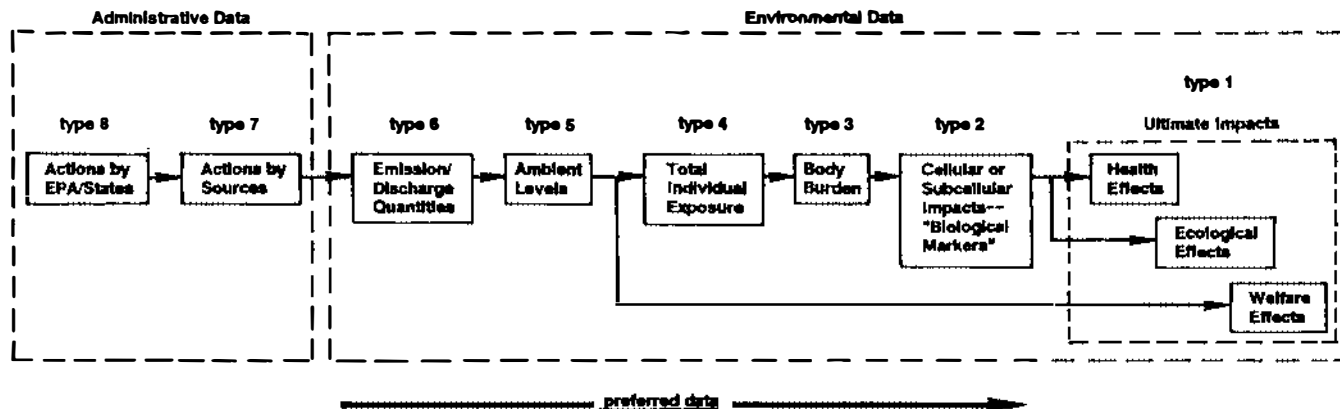 Administrative Data
Environmental Data
type 1
type 8
type 7
type 6
type 5
type 4
type 3
type 2
Ultimate Impacts
Actions by
EPA/States
Actions by
Sources
Emission/
Discharge
Quantities
Ambient
Levels
Total
Individual
Exposure
Body
Burden
Cellular or
Subcellular
Impacts--
"Biological
Markers"
Health
Effects
Ecological
Effects
Welfare
Effects
preferred data